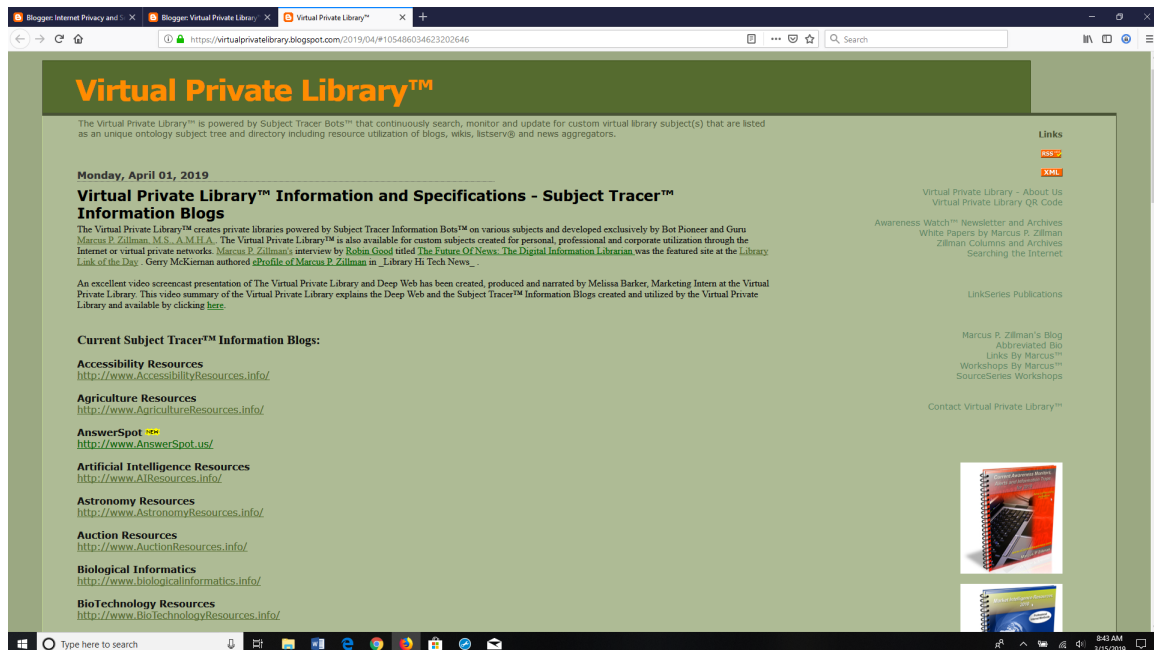 Blogger: Internet Privacy and S
Blogger: Virtual Private Library™
Virtual Private Library™
https://virtualprivatelibrary.blogspot.com/2019/04/#105486034623202646
Search
Virtual Private Library™
The Virtual Private Library™ is powered by Subject Tracer Bots™ that continuously search, monitor and update for custom virtual library subject(s) that are listed
as an unique ontology subject tree and directory including resource utilization of blogs, wikis, listserv® and news aggregators.
Monday, April 01, 2019
Virtual Private Library™ Information and Specifications - Subject Tracer™
Information Blogs
The Virtual Private Library™ creates private libraries powered by Subject Tracer Information Bots™ on various subjects and developed exclusively by Bot Pioneer and Guru
Marcus P. Zillman, M.S., A.M.H.A.. The Virtual Private Library™ is also available for custom subjects created for personal, professional and corporate utilization through the
Internet or virtual private networks. Marcus P. Zillman's interview by Robin Good titled The Future Of News: The Digital Information Librarian was the featured site at the Library
Link of the Day . Gerry McKiernan authored eProfile of Marcus P. Zillman in _Library Hi Tech News_ .
An excellent video screencast presentation of The Virtual Private Library and Deep Web has been created, produced and narrated by Melissa Barker, Marketing Intern at the Virtual
Private Library. This video summary of the Virtual Private Library explains the Deep Web and the Subject Tracer™ Information Blogs created and utilized by the Virtual Private
Library and available by clicking here.
Current Subject Tracer™ Information Blogs:
Accessibility Resources
http://www.AccessibilityResources.info/
Agriculture Resources
http://www.AgricultureResources.info/
AnswerSpot NEW
http://www.AnswerSpot.us/
Artificial Intelligence Resources
http://www.AIResources.info/
Astronomy Resources
http://www.AstronomyResources.info/
Auction Resources
http://www.AuctionResources.info/
Biological Informatics
http://www.biologicalinformatics.info/
BioTechnology Resources
http://www.BioTechnologyResources.info/
Links
RSS
XML
Virtual Private Library - About Us
Virtual Private Library QR Code
Awareness Watch™ Newsletter and Archives
White Papers by Marcus P. Zillman
Zillman Columns and Archives
Searching the Internet
LinkSeries Publications
Marcus P. Zillman's Blog
Abbreviated Bio
Links By Marcus™
Workshops By Marcus™
SourceSeries Workshops
Contact Virtual Private Library™
Type here to search
8:43 AM
3/15/2019